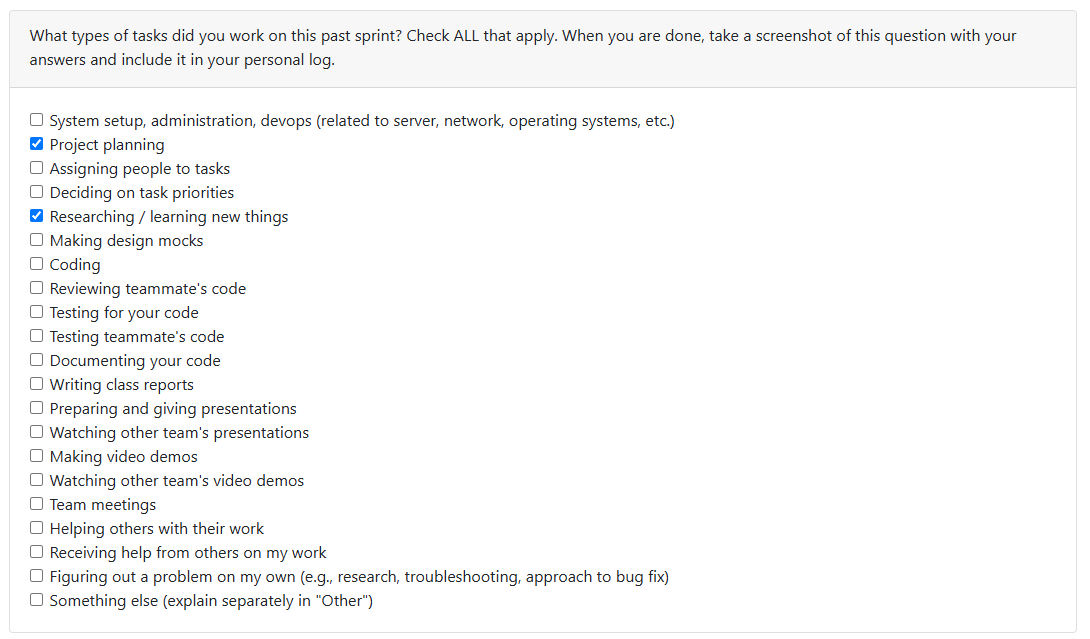 What types of tasks did you work on this past sprint? Check ALL that apply. When you are done, take a screenshot of this question with your
answers and include it in your personal log.
System setup, administration, devops (related to server, network, operating systems, etc.)
Project planning
Assigning people to tasks
Deciding on task priorities
Researching / learning new things
Making design mocks
Coding
Reviewing teammate's code
Testing for your code
Testing teammate's code
Documenting your code
Writing class reports
Preparing and giving presentations
Watching other team's presentations
Making video demos
Watching other team's video demos
Team meetings
Helping others with their work
Receiving help from others on my work
Figuring out a problem on my own (e.g., research, troubleshooting, approach to bug fix)
Something else (explain separately in "Other")